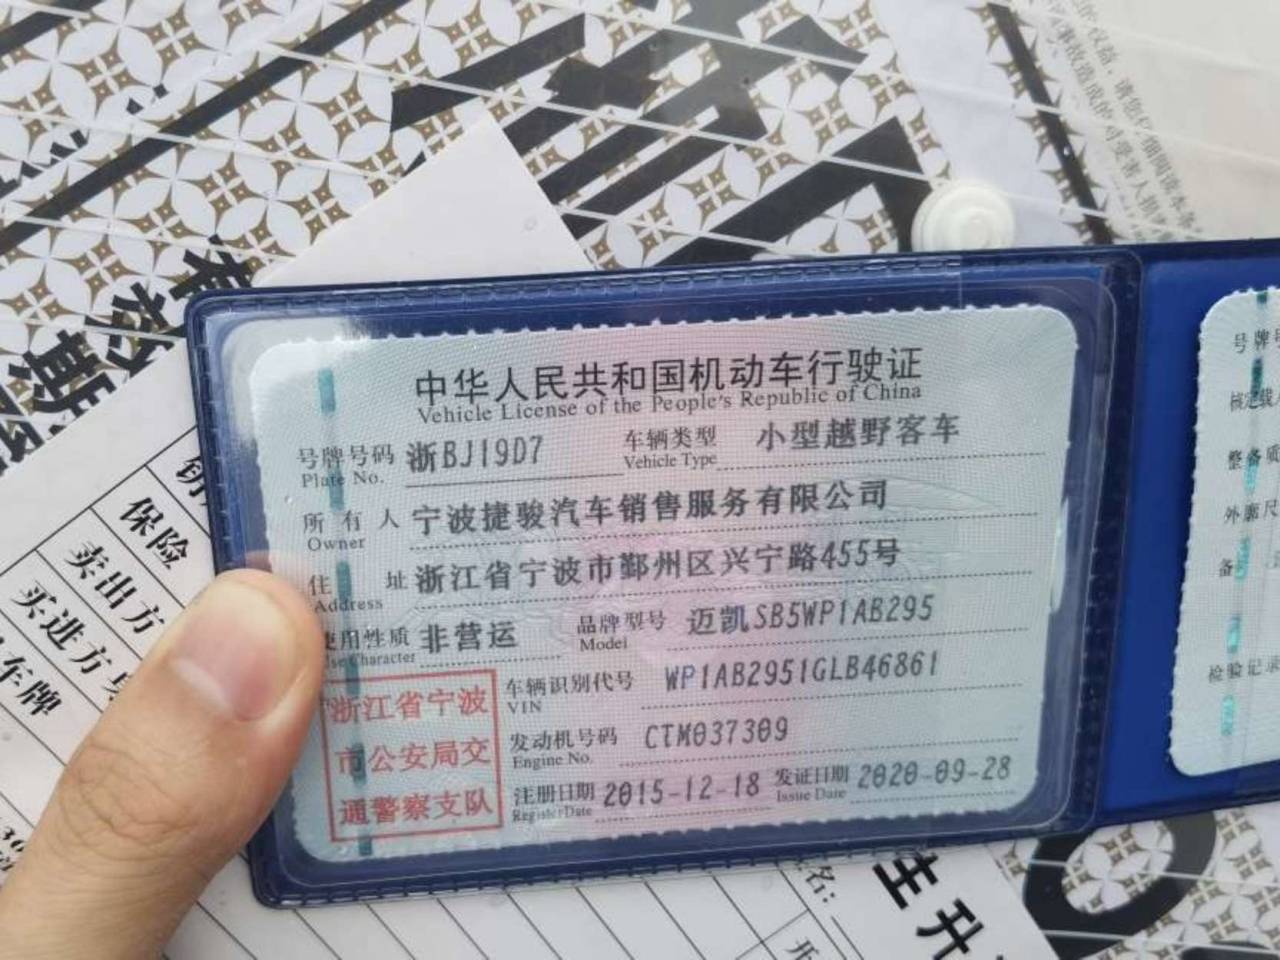 中华人民共和国机动车行驶证
Vehicle License of the People's Republic of China
号牌号码 浙BJ19D7 车辆类型 小型越野客车
Plate No. Vehicle Type
所有人 宁波捷骏汽车销售服务有限公司
Owner
住址 浙江省宁波市鄞州区兴宁路455号
Address
使用性质 非营运 品牌型号 迈凯SB5WP1AB295
Use Character Model
浙江省宁波
市公安局交
通警察支队
车辆识别代号 WP1AB2951GLB46861
VIN
发动机号码 CTM037309
Engine No.
注册日期 2015-12-18 发证日期 2020-09-28
Register Date Issue Date
号牌号
核定载人
整备质
外廓尺
备
检验记录
保险
卖出方
买进方
车牌
生升